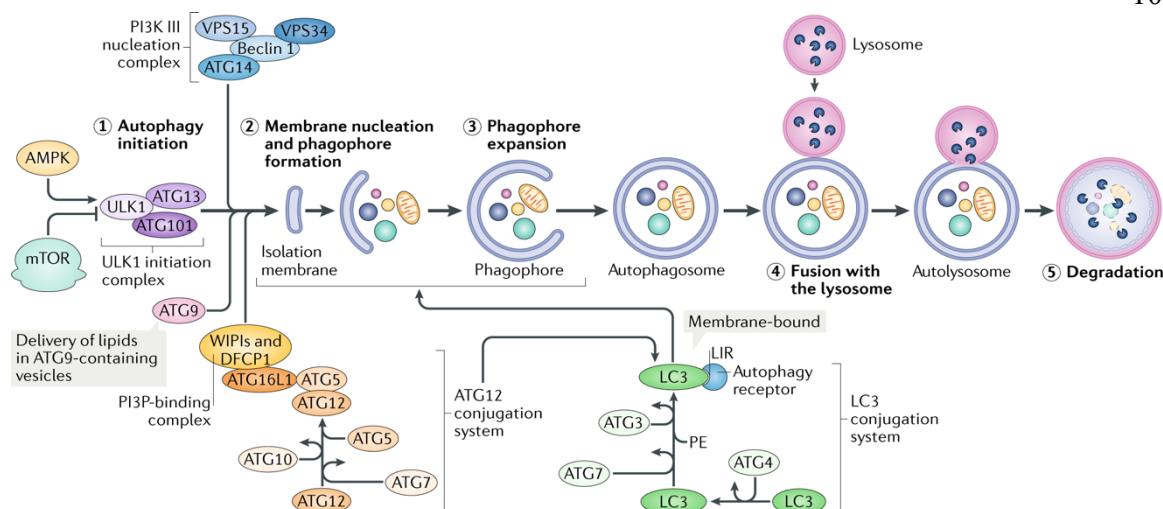 PI3K III
nucleation
complex
VPS15
VPS34
Beclin 1
ATG14
Lysosome
① Autophagy
initiation
② Membrane nucleation
and phagophore
formation
③ Phagophore
expansion
AMPK
ULK1
ATG13
ATG101
mTOR
ULK1 initiation
complex
Isolation
membrane
Phagophore
Autophagosome
④ Fusion with
the lysosome
Autolysosome
⑤ Degradation
ATG9
Delivery of lipids
in ATG9-containing
vesicles
WIPIs and
DFCP1
ATG16L1
ATG5
ATG12
PI3P-binding
complex
ATG5
ATG10
ATG7
ATG12
ATG12
conjugation
system
Membrane-bound
LIR
LC3
Autophagy
receptor
ATG3
PE
ATG7
ATG4
LC3
LC3
LC3
conjugation
system